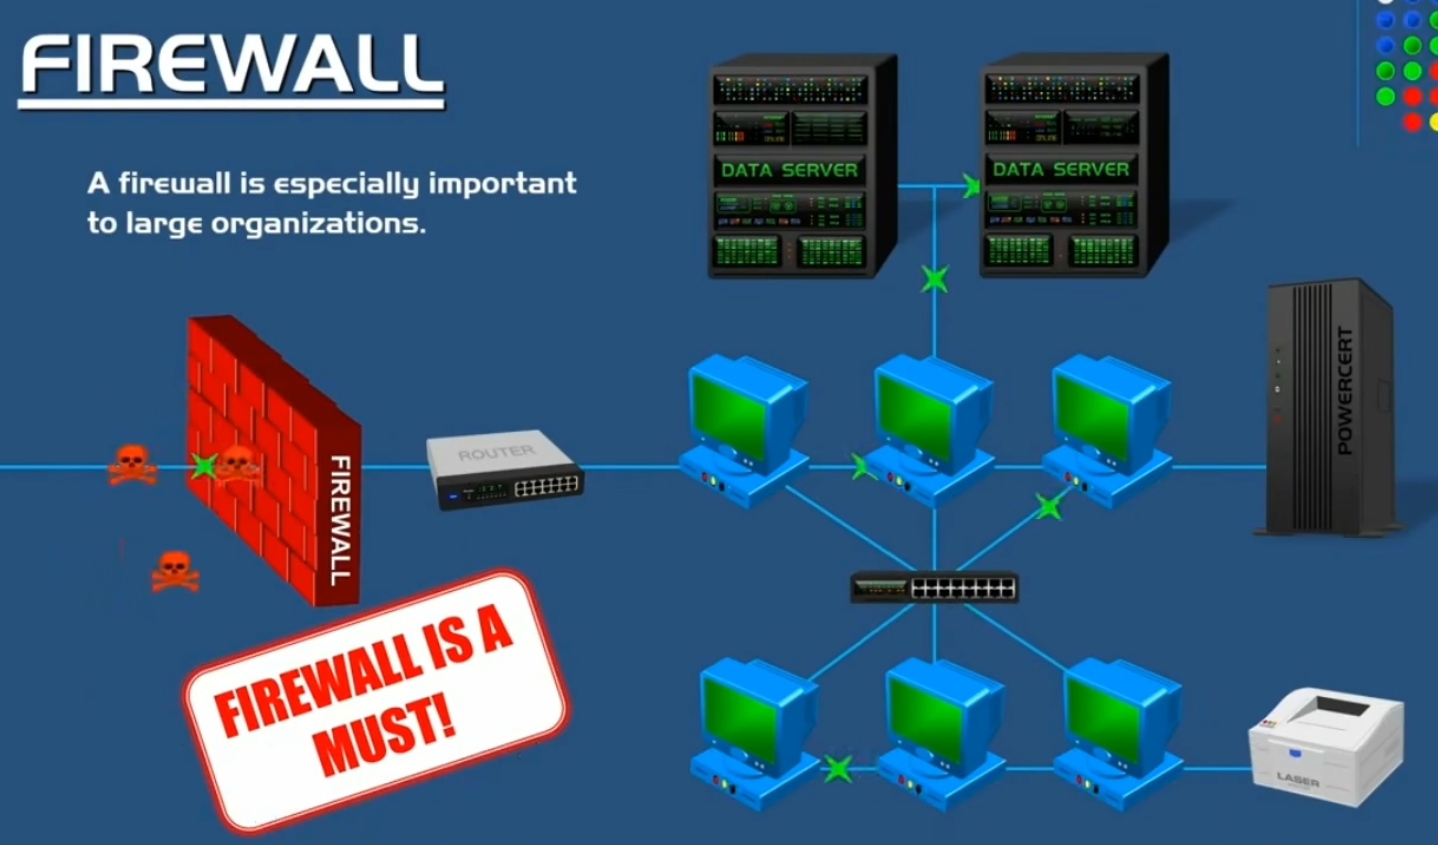 FIREWALL
A firewall is especially important
to large organizations.
DATA SERVER
DATA SERVER
POWERCERT
ROUTER
FIREWALL
FIREWALL IS A
MUST!
LASER